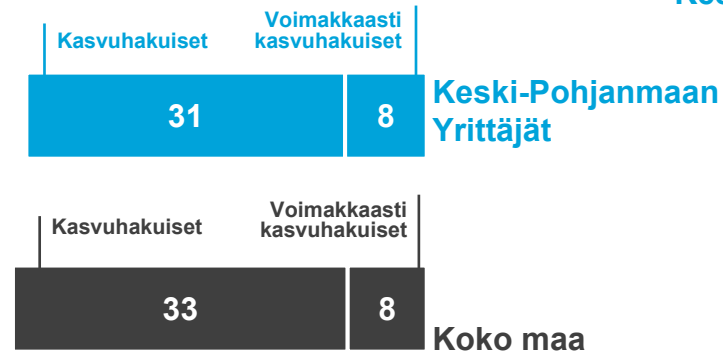 Voimakkaasti
Kasvuhakuiset kasvuhakuiset
31 8 Keski-Pohjanmaan
Yrittäjät
Voimakkaasti
Kasvuhakuiset kasvuhakuiset
33 8
Koko maa